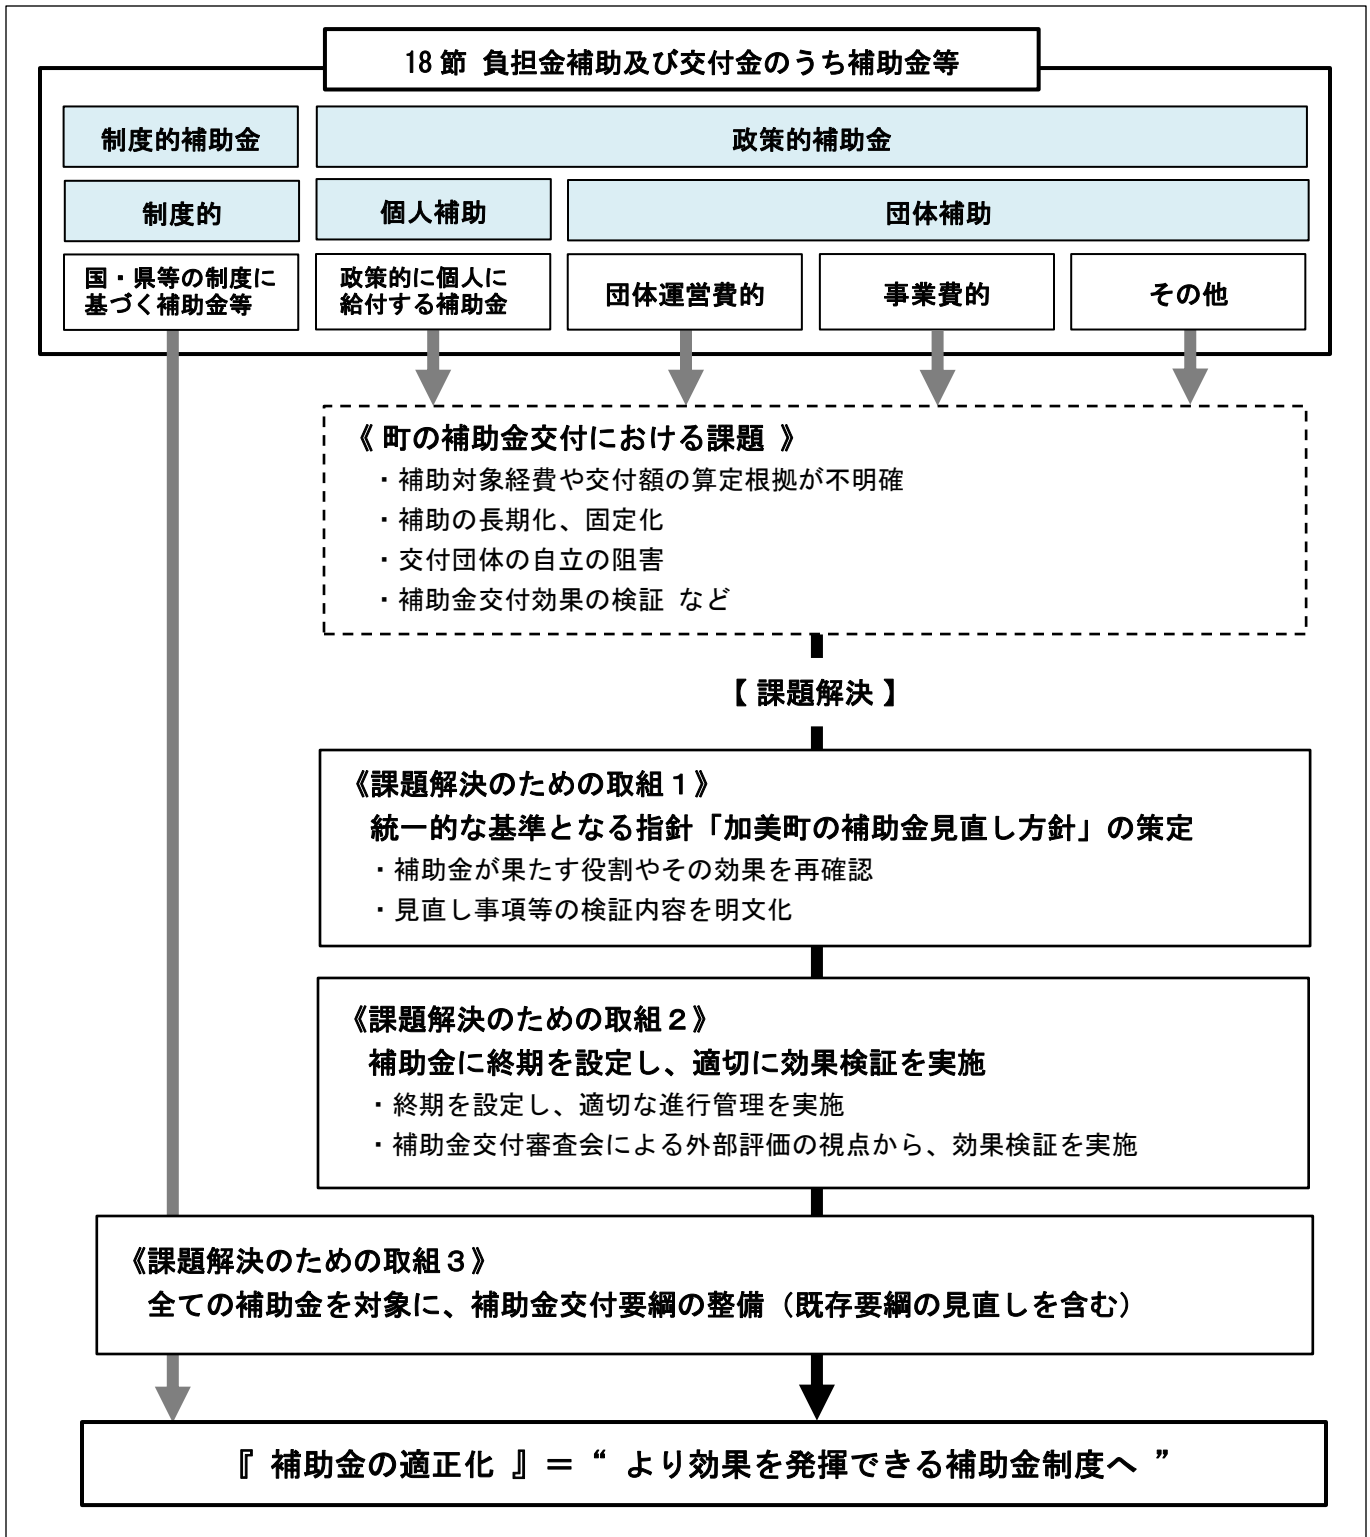 18節 負担金補助及び交付金のうち補助金等
制度的補助金
政策的補助金
制度的
個人補助
団体補助
国・県等の制度に
基づく補助金等
政策的に個人に
給付する補助金
団体運営費的
事業費的
その他
《 町の補助金交付における課題 》
・補助対象経費や交付額の算定根拠が不明確
・補助の長期化、固定化
・交付団体の自立の阻害
・補助金交付効果の検証 など
【 課題解決 】
《課題解決のための取組１》
統一的な基準となる指針「加美町の補助金見直し方針」の策定
・補助金が果たす役割やその効果を再確認
・見直し事項等の検証内容を明文化
《課題解決のための取組２》
補助金に終期を設定し、適切に効果検証を実施
・終期を設定し、適切な進行管理を実施
・補助金交付審査会による外部評価の視点から、効果検証を実施
《課題解決のための取組３》
全ての補助金を対象に、補助金交付要綱の整備（既存要綱の見直しを含む）
『 補助金の適正化 』＝“ より効果を発揮できる補助金制度へ ”